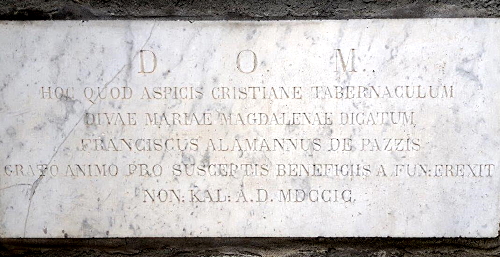 D O M
HOC QUOD ASPICIS CRISTIANE TABERNACULUM
DIVAE MARIAE MAGDALENAE DICATUM
FRANCISCUS ALAMANNUS DE PAZZIS
GRATO ANIMO PRO SUSCEPTIS BENEFICIIS A FUN: EREXIT
NON: KAL: A.D. MDCCIC.